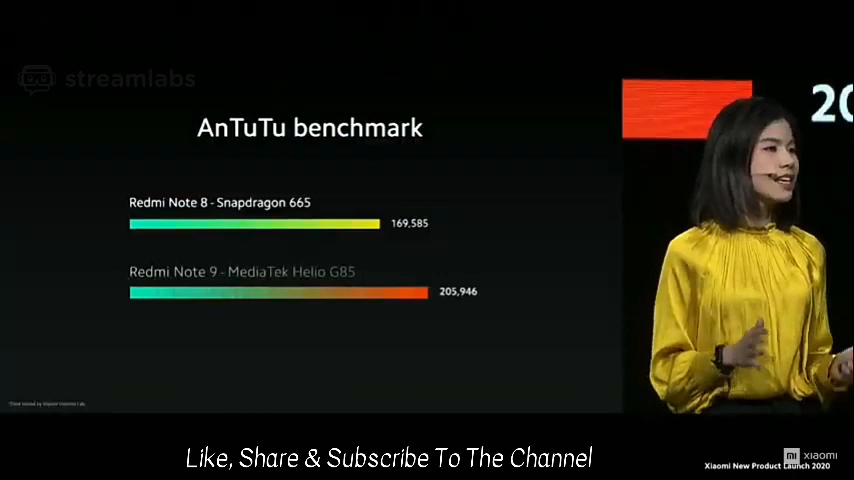 streamlabs
20
AnTuTu benchmark
Redmi Note 8 - Snapdragon 665
169,585
Redmi Note 9 - MediaTek Helio G85
205,946
Like, Share & Subscribe To The Channel
mi xiaomi
Xiaomi New Product Launch 2020